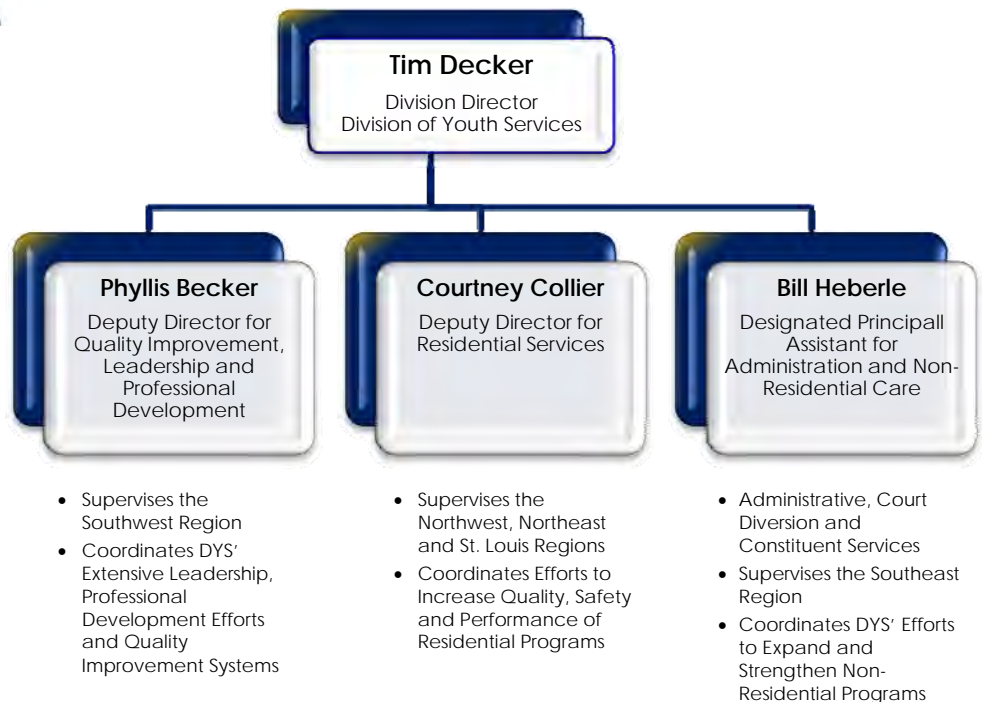 Tim Decker
Division Director
Division of Youth Services
Phyllis Becker
Deputy Director for
Quality Improvement,
Leadership and
Professional
Development
Courtney Collier
Deputy Director for
Residential Services
Bill Heberle
Designated Principall
Assistant for
Administration and Non-
Residential Care
• Supervises the
Southwest Region
• Coordinates DYS'
Extensive Leadership,
Professional
Development Efforts
and Quality
Improvement Systems
• Supervises the
Northwest, Northeast
and St. Louis Regions
• Coordinates Efforts to
Increase Quality, Safety
and Performance of
Residential Programs
• Administrative, Court
Diversion and
Constituent Services
• Supervises the Southeast
Region
• Coordinates DYS' Efforts
to Expand and
Strengthen Non-
Residential Programs